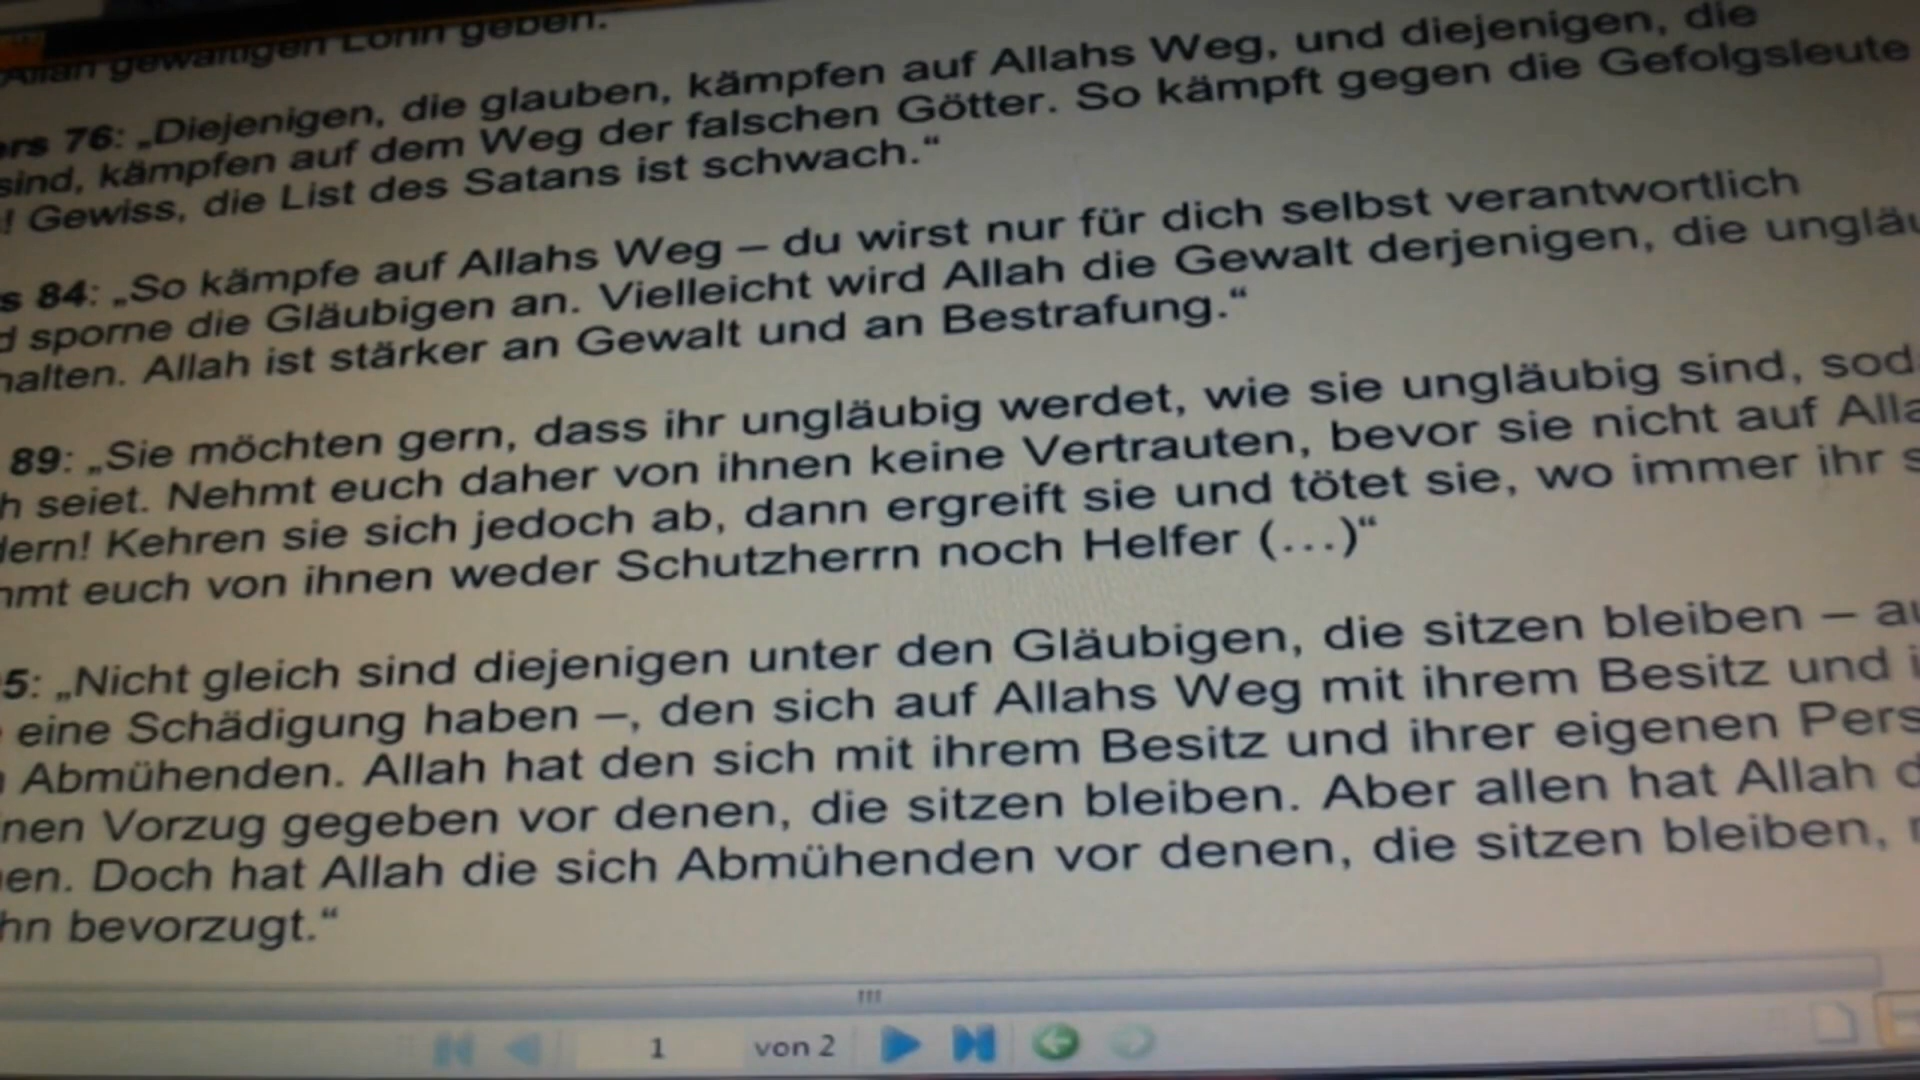 Allah gewaltigen Lohn geben."
ers 76: „Diejenigen, die glauben, kämpfen auf Allahs Weg, und diejenigen, die
sind, kämpfen auf dem Weg der falschen Götter. So kämpft gegen die Gefolgsleute
! Gewiss, die List des Satans ist schwach.“
s 84: „So kämpfe auf Allahs Weg – du wirst nur für dich selbst verantwortlich
d sporne die Gläubigen an. Vielleicht wird Allah die Gewalt derjenigen, die ungläu
halten. Allah ist stärker an Gewalt und an Bestrafung.“
89: „Sie möchten gern, dass ihr ungläubig werdet, wie sie ungläubig sind, sod
h seiet. Nehmt euch daher von ihnen keine Vertrauten, bevor sie nicht auf Alla
dern! Kehren sie sich jedoch ab, dann ergreift sie und tötet sie, wo immer ihr s
hmt euch von ihnen weder Schutzherrn noch Helfer (…)“
5: „Nicht gleich sind diejenigen unter den Gläubigen, die sitzen bleiben – au
eine Schädigung haben –, den sich auf Allahs Weg mit ihrem Besitz und i
n Abmühenden. Allah hat den sich mit ihrem Besitz und ihrer eigenen Pers
nen Vorzug gegeben vor denen, die sitzen bleiben. Aber allen hat Allah d
en. Doch hat Allah die sich Abmühenden vor denen, die sitzen bleiben,
hn bevorzugt.“
1 von 2